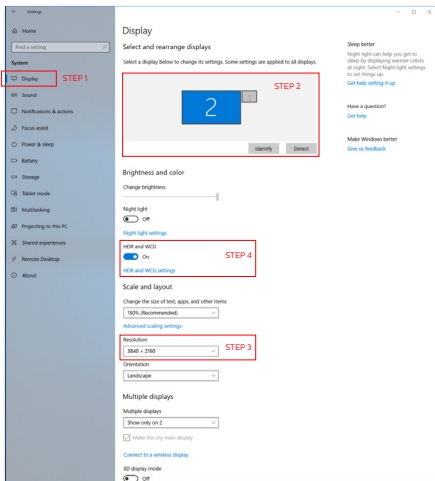 Settings
Home
Find a setting
System
Display
STEP 1
Sound
Notifications & actions
Focus assist
Power & sleep
Battery
Storage
Tablet mode
Multitasking
Projecting to this PC
Shared experiences
Remote Desktop
About
Display
Select and rearrange displays
Select a display below to change its settings. Some settings are applied to all displays.
STEP 2
2
1
Identify
Detect
Brightness and color
Change brightness
Night light
Off
Night light settings
HDR and WCG
On
STEP 4
HDR and WCG settings
Scale and layout
Change the size of text, apps, and other items
150% (Recommended)
Advanced scaling settings
Resolution
3840 × 2160
STEP 3
Orientation
Landscape
Multiple displays
Multiple displays
Show only on 2
Make this my main display
Connect to a wireless display
3D display mode
Off
Sleep better
Night light can help you get to
sleep by displaying warmer colors
at night. Select Night light settings
to set things up.
Get help setting it up
Have a question?
Get help
Make Windows better
Give us feedback